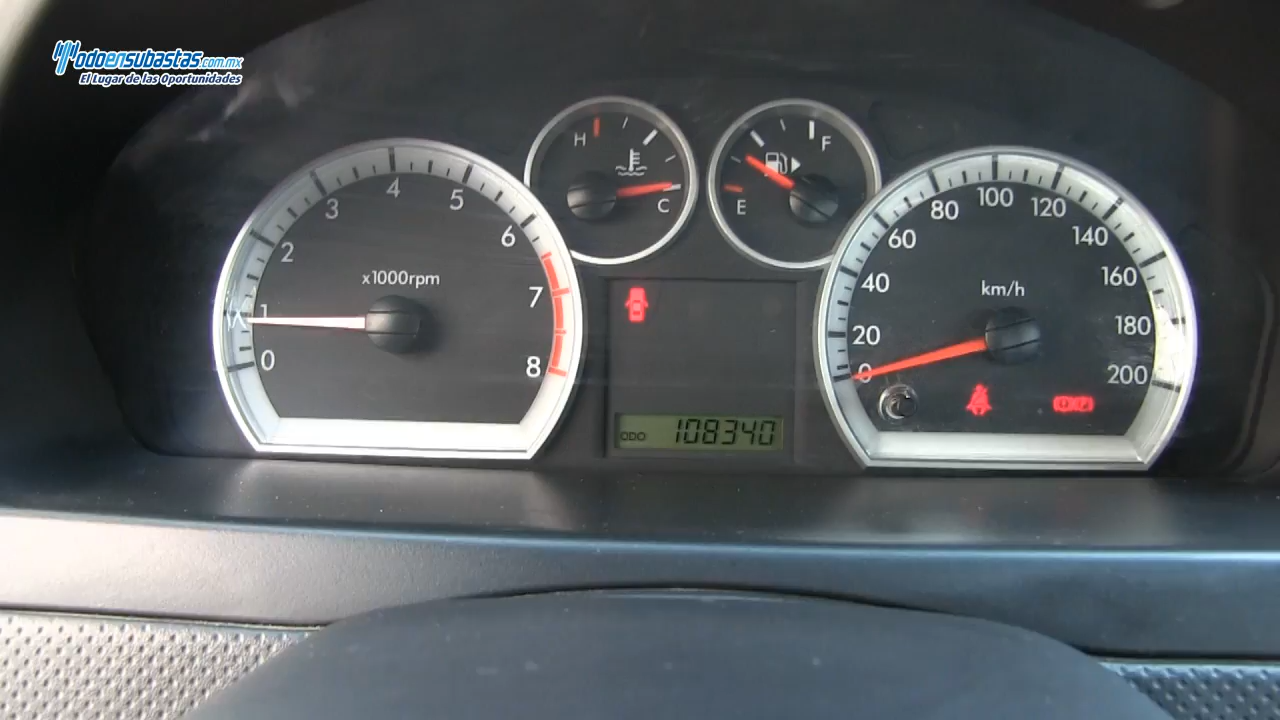 Todoensubastas.com.mx
El Lugar de las Oportunidades
H
C
F
E
0
1
2
3
4
5
6
7
8
x1000rpm
0
20
40
60
80
100
120
140
160
180
200
km/h
ODO 108340